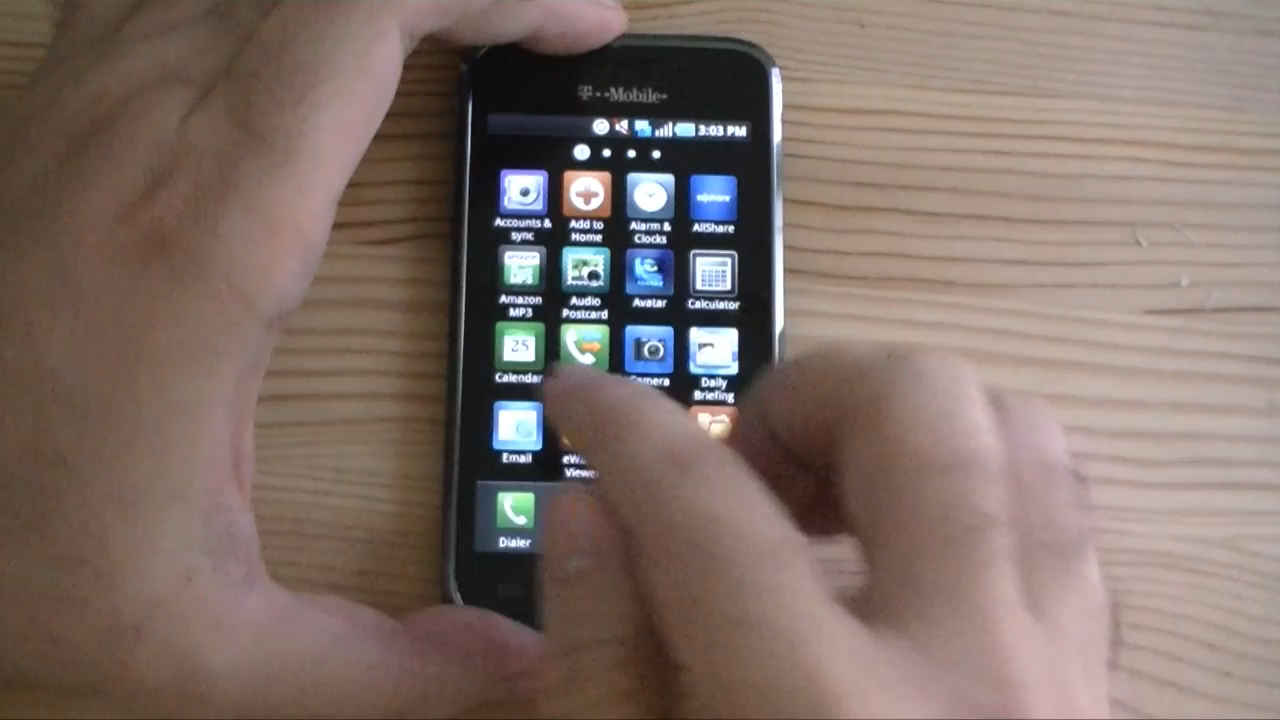 T··Mobile·
3:03 PM
Accounts & sync
Add to Home
Alarm & Clocks
AllShare
Amazon MP3
Audio Postcard
Avatar
Calculator
25
Calendar
Camera
Daily Briefing
Email
Viewer
Dialer